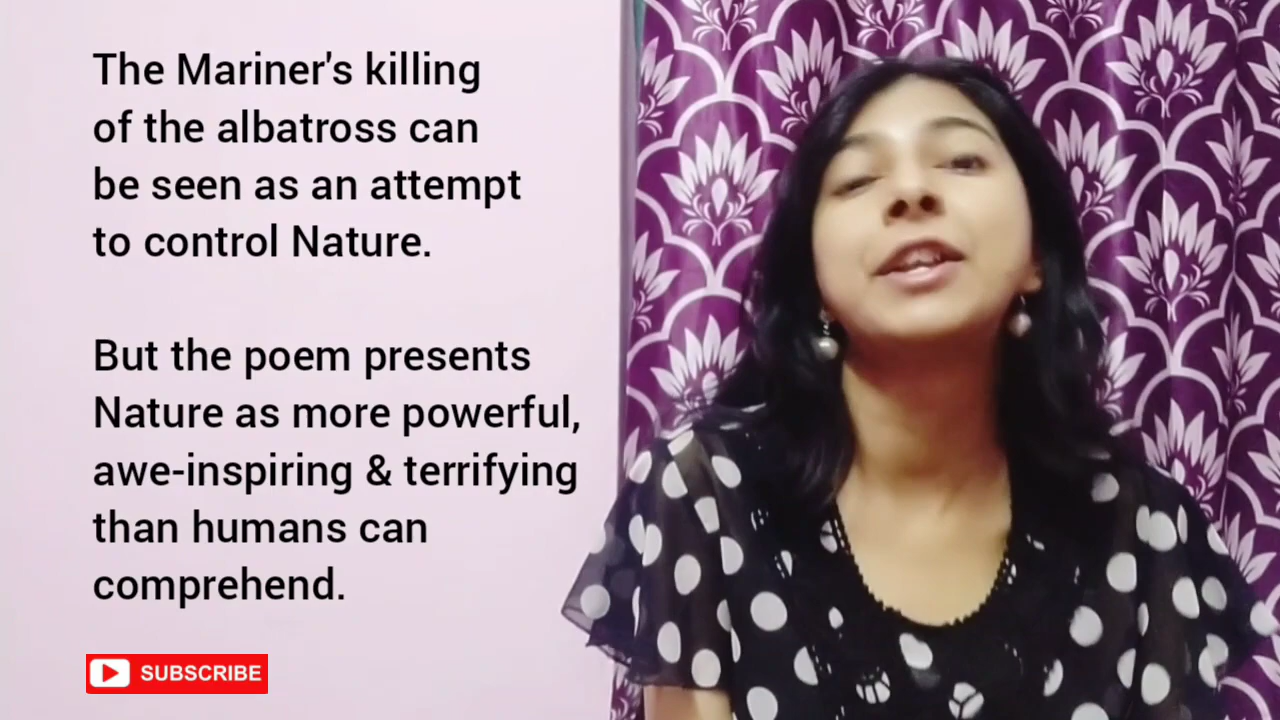 The Mariner's killing
of the albatross can
be seen as an attempt
to control Nature.
But the poem presents
Nature as more powerful,
awe-inspiring & terrifying
than humans can
comprehend.
SUBSCRIBE